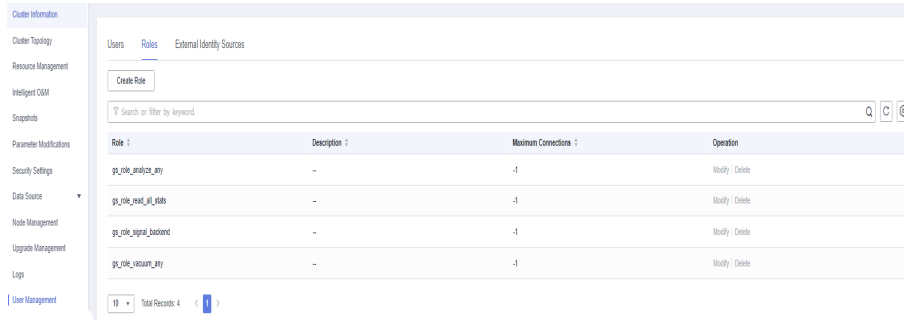 Cluster Information
Cluster Topology
Resource Management
Intelligent O&M
Snapshots
Parameter Modifications
Security Settings
Data Source
Node Management
Upgrade Management
Logs
User Management
Users Roles External Identity Sources
Create Role
Search or filter by keyword.
Role Description Maximum Connections Operation
gs_role_analyze_any -- -1 Modify Delete
gs_role_read_all_stats -- -1 Modify Delete
gs_role_signal_backend -- -1 Modify Delete
gs_role_vacuum_any -- -1 Modify Delete
10 Total Records: 4 < 1 >